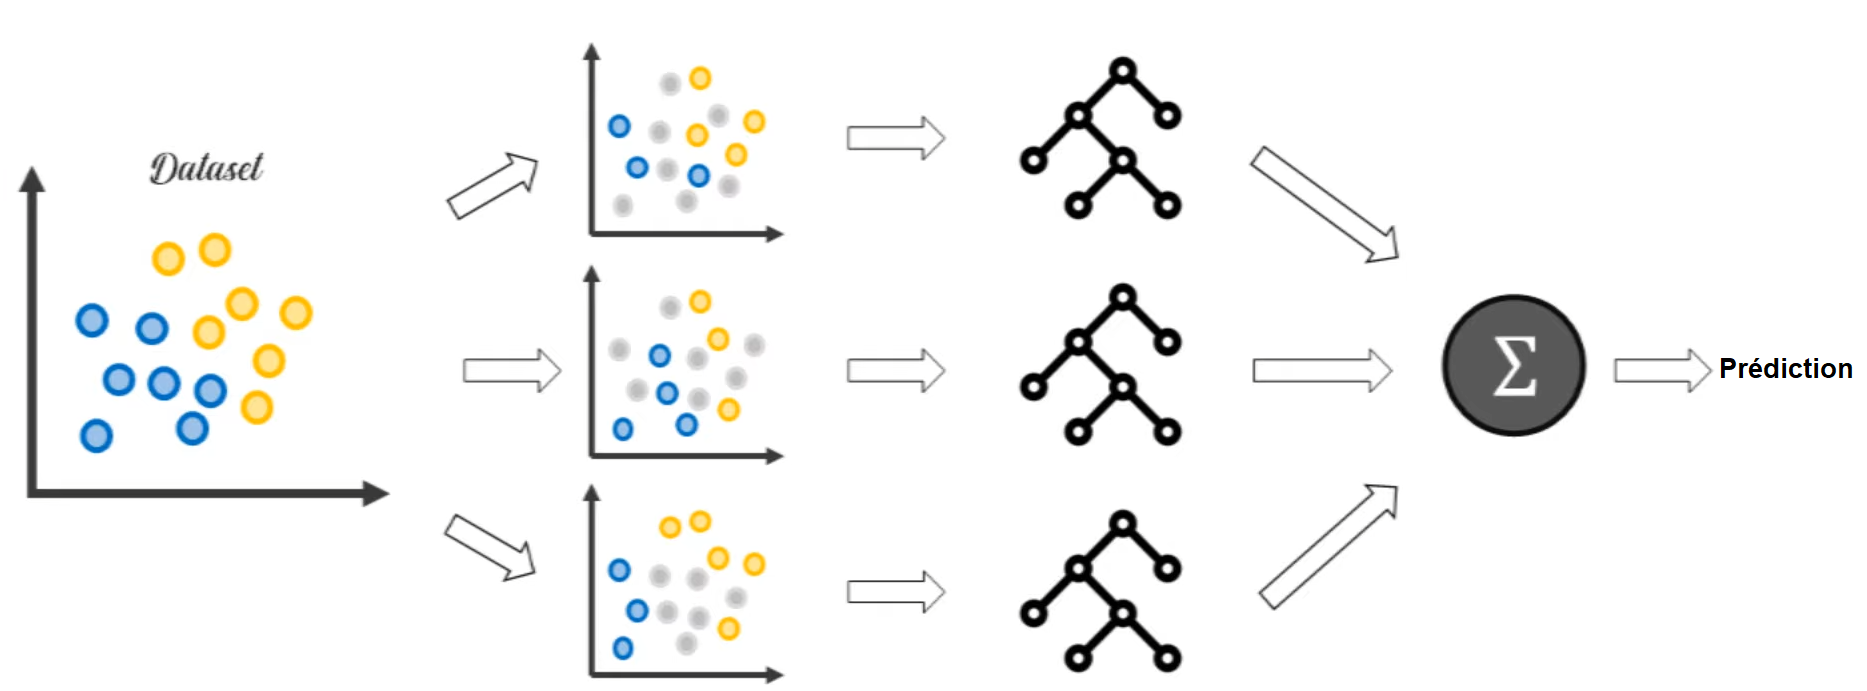 Dataset
Σ
Prédiction